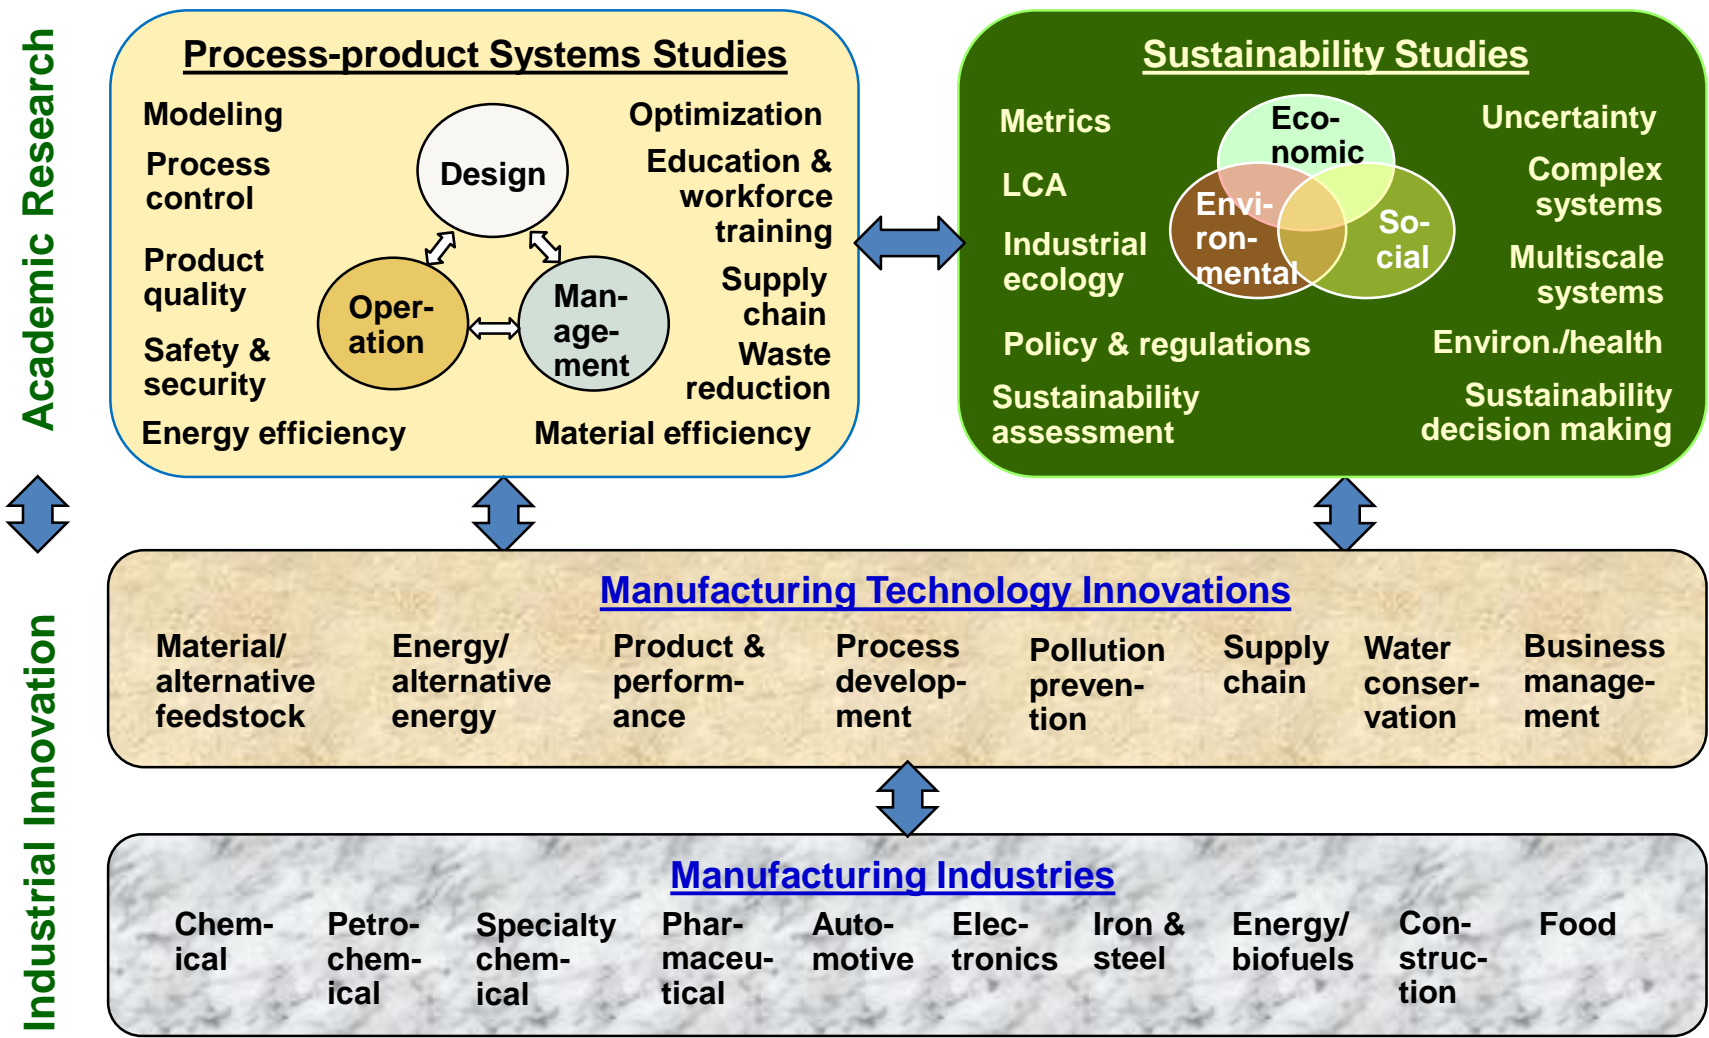 Academic Research
Industrial Innovation
Process-product Systems Studies
Modeling
Process
control
Product
quality
Safety &
security
Energy efficiency
Design
Oper-
ation
Man-
age-
ment
Optimization
Education &
workforce
training
Supply
chain
Waste
reduction
Material efficiency
Sustainability Studies
Metrics
LCA
Industrial
ecology
Policy & regulations
Sustainability
assessment
Eco-
nomic
Envi-
ron-
mental
So-
cial
Uncertainty
Complex
systems
Multiscale
systems
Environ./health
Sustainability
decision making
Manufacturing Technology Innovations
Material/
alternative
feedstock
Energy/
alternative
energy
Product &
perform-
ance
Process
develop-
ment
Pollution
preven-
tion
Supply
chain
Water
conser-
vation
Business
manage-
ment
Manufacturing Industries
Chem-
ical
Petro-
chem-
ical
Specialty
chem-
ical
Phar-
maceu-
tical
Auto-
motive
Elec-
tronics
Iron &
steel
Energy/
biofuels
Con-
struc-
tion
Food